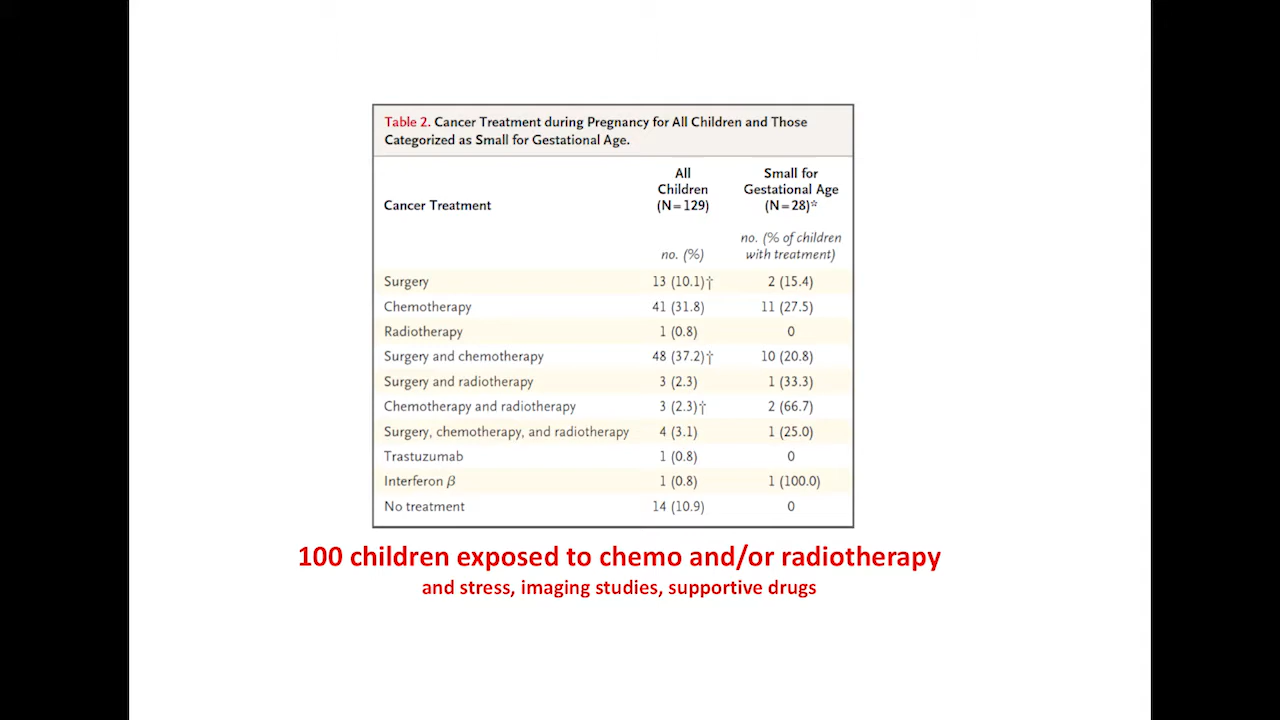 Table 2. Cancer Treatment during Pregnancy for All Children and Those
Categorized as Small for Gestational Age.
Cancer Treatment
All
Children
(N=129)
Small for
Gestational Age
(N=28)☆
no. (%)
no. (% of children
with treatment)
Surgery 13 (10.1)† 2 (15.4)
Chemotherapy 41 (31.8) 11 (27.5)
Radiotherapy 1 (0.8) 0
Surgery and chemotherapy 48 (37.2)† 10 (20.8)
Surgery and radiotherapy 3 (2.3) 1 (33.3)
Chemotherapy and radiotherapy 3 (2.3)† 2 (66.7)
Surgery, chemotherapy, and radiotherapy 4 (3.1) 1 (25.0)
Trastuzumab 1 (0.8) 0
Interferon β 1 (0.8) 1 (100.0)
No treatment 14 (10.9) 0
100 children exposed to chemo and/or radiotherapy
and stress, imaging studies, supportive drugs